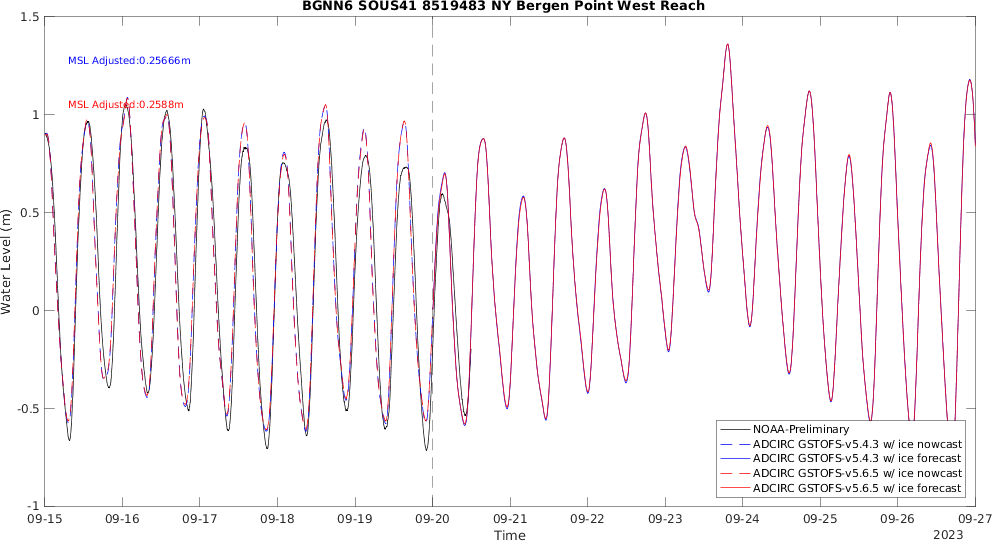 BGNN6 SOUS41 8519483 NY Bergen Point West Reach
1.5
MSL Adjusted:0.25666m
MSL Adjusted:0.2588m
1
0.5
0
-0.5
-1
Water Level (m)
NOAA-Preliminary
ADCIRC GSTOFS-v5.4.3 w/ ice nowcast
ADCIRC GSTOFS-v5.4.3 w/ ice forecast
ADCIRC GSTOFS-v5.6.5 w/ ice nowcast
ADCIRC GSTOFS-v5.6.5 w/ ice forecast
09-15 09-16 09-17 09-18 09-19 09-20 09-21 09-22 09-23 09-24 09-25 09-26 09-27
Time
2023